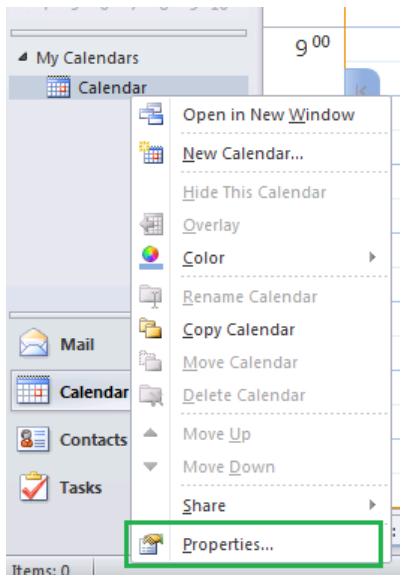 9 00
My Calendars
Calendar
Open in New Window
New Calendar...
Hide This Calendar
Overlay
Color
Rename Calendar
Copy Calendar
Move Calendar
Delete Calendar
Move Up
Move Down
Share
Properties...
Mail
Calendar
Contacts
Tasks
Items: 0